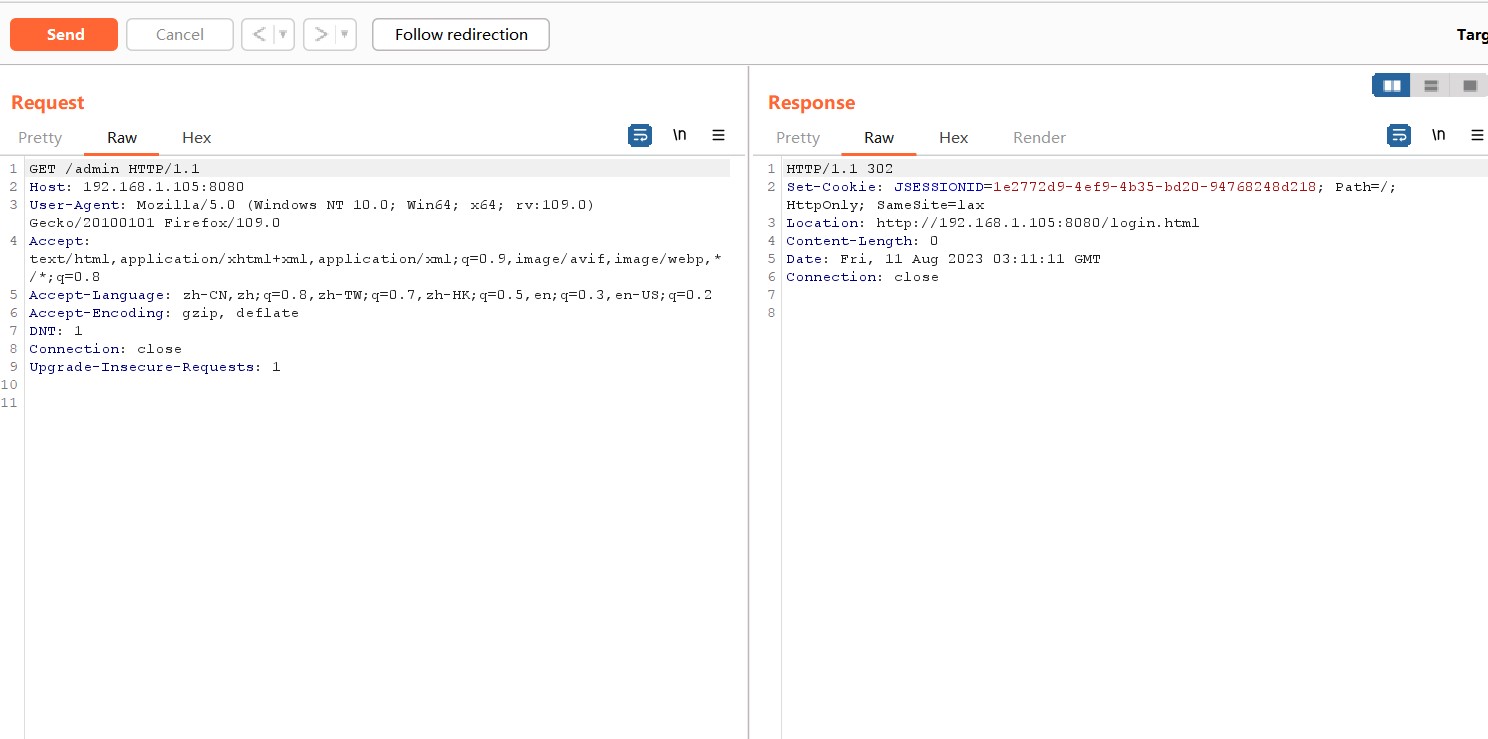 Send Cancel < > Follow redirection Targ
Request
Pretty Raw Hex \n
1 GET /admin HTTP/1.1
2 Host: 192.168.1.105:8080
3 User-Agent: Mozilla/5.0 (Windows NT 10.0; Win64; x64; rv:109.0)
Gecko/20100101 Firefox/109.0
4 Accept:
text/html,application/xhtml+xml,application/xml;q=0.9,image/avif,image/webp,*
/*;q=0.8
5 Accept-Language: zh-CN,zh;q=0.8,zh-TW;q=0.7,zh-HK;q=0.5,en;q=0.3,en-US;q=0.2
6 Accept-Encoding: gzip, deflate
7 DNT: 1
8 Connection: close
9 Upgrade-Insecure-Requests: 1
10
11
Response
Pretty Raw Hex Render \n
1 HTTP/1.1 302
2 Set-Cookie: JSESSIONID=1e2772d9-4ef9-4b35-bd20-94768248d218; Path=/;
HttpOnly; SameSite=lax
3 Location: http://192.168.1.105:8080/login.html
4 Content-Length: 0
5 Date: Fri, 11 Aug 2023 03:11:11 GMT
6 Connection: close
7
8